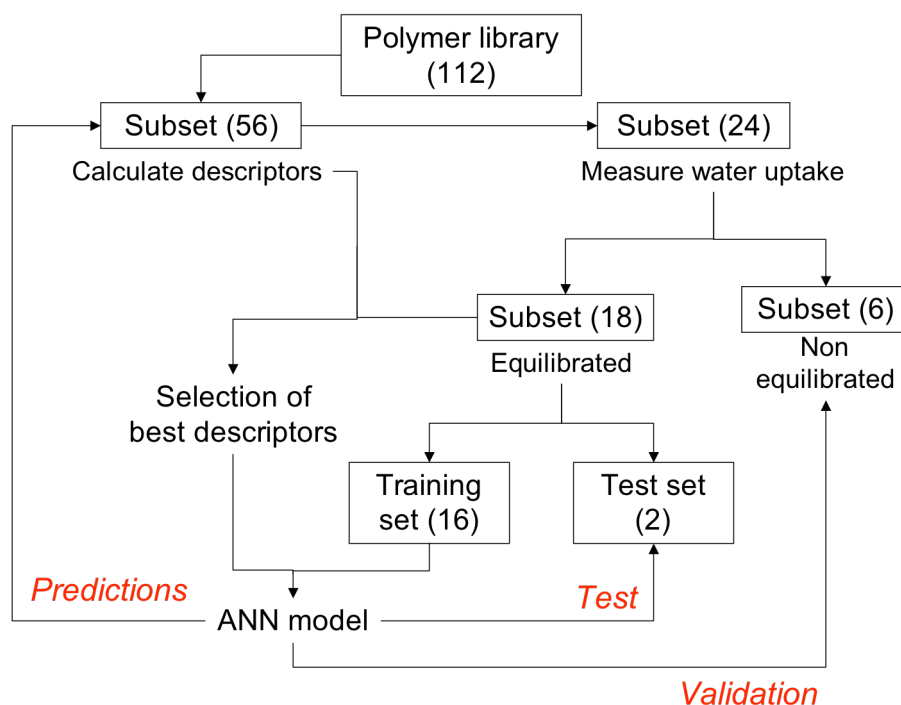 Polymer library
(112)
Subset (56)
Subset (24)
Calculate descriptors
Measure water uptake
Subset (18)
Subset (6)
Equilibrated
Non
equilibrated
Selection of
best descriptors
Training
set (16)
Test set
(2)
Predictions
Test
ANN model
Validation